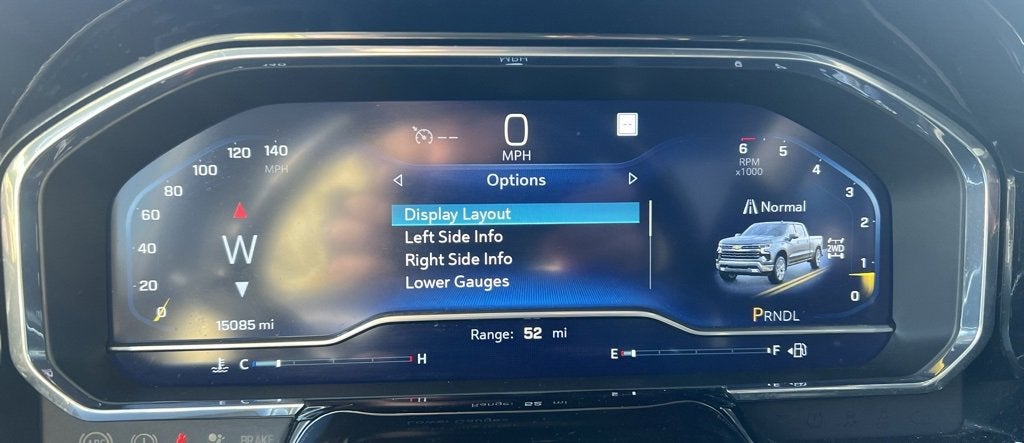 0
MPH
--
Options
Display Layout
Left Side Info
Right Side Info
Lower Gauges
140
MPH
120
100
80
60
40
20
0
W
15085 mi
6
5
4
3
2
1
0
RPM
x1000
Normal
2WD
PRNDL
Range: 52 mi
C H
E F
ABC
BRAKE